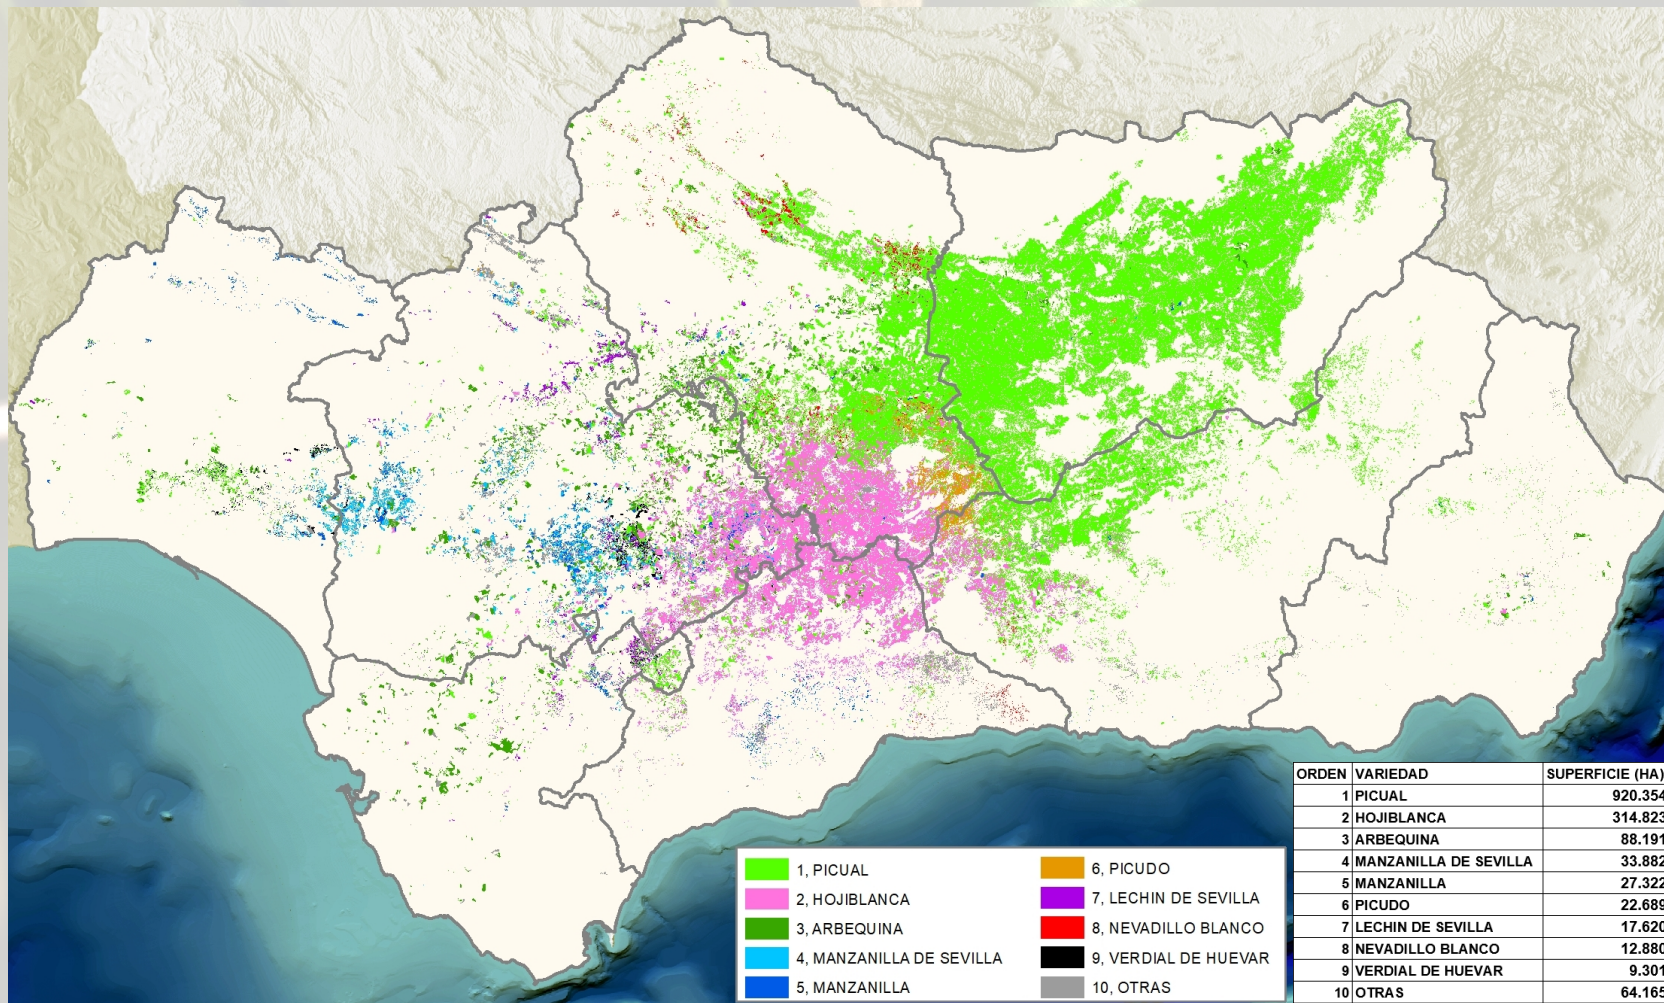 1, PICUAL
2, HOJIBLANCA
3, ARBEQUINA
4, MANZANILLA DE SEVILLA
5, MANZANILLA
6, PICUDO
7, LECHIN DE SEVILLA
8, NEVADILLO BLANCO
9, VERDIAL DE HUEVAR
10, OTRAS
ORDEN VARIEDAD SUPERFICIE (HA)
1 PICUAL 920.354
2 HOJIBLANCA 314.823
3 ARBEQUINA 88.191
4 MANZANILLA DE SEVILLA 33.882
5 MANZANILLA 27.322
6 PICUDO 22.689
7 LECHIN DE SEVILLA 17.620
8 NEVADILLO BLANCO 12.880
9 VERDIAL DE HUEVAR 9.301
10 OTRAS 64.165